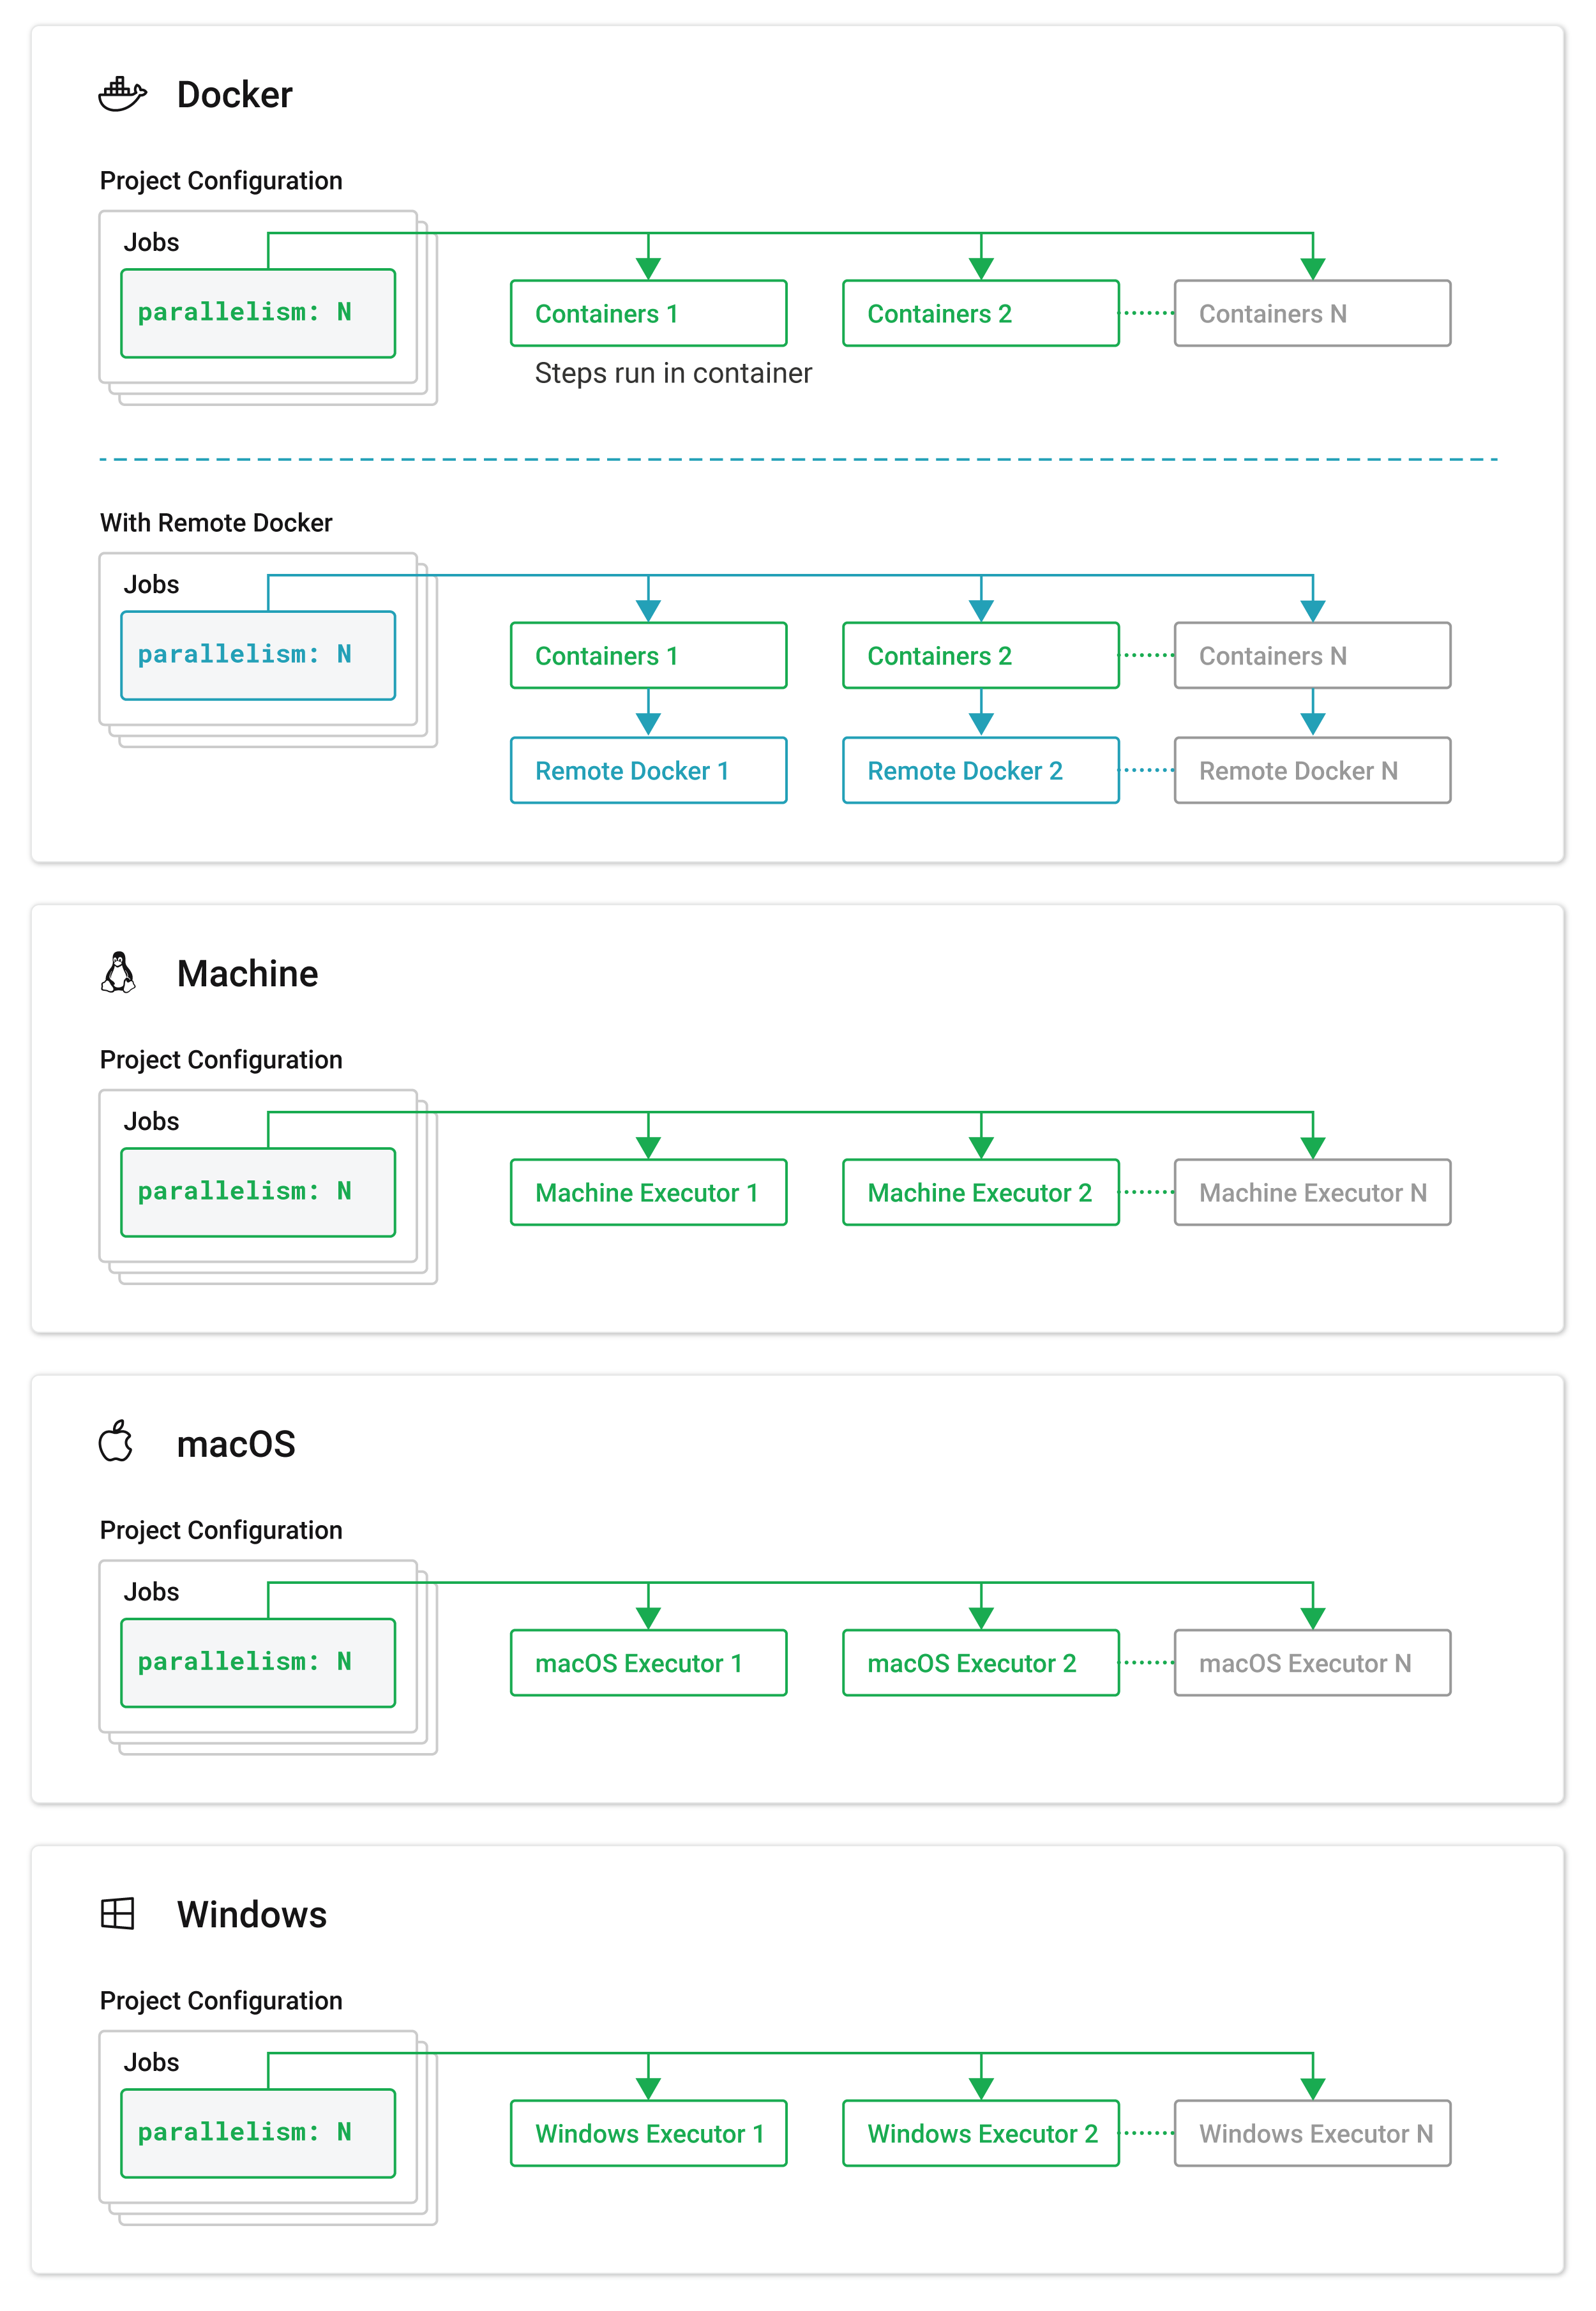 Docker
Project Configuration
Jobs
parallelism: N
Containers 1
Containers 2
Containers N
Steps run in container
With Remote Docker
Jobs
parallelism: N
Containers 1
Containers 2
Containers N
Remote Docker 1
Remote Docker 2
Remote Docker N
Machine
Project Configuration
Jobs
parallelism: N
Machine Executor 1
Machine Executor 2
Machine Executor N
macOS
Project Configuration
Jobs
parallelism: N
macOS Executor 1
macOS Executor 2
macOS Executor N
Windows
Project Configuration
Jobs
parallelism: N
Windows Executor 1
Windows Executor 2
Windows Executor N